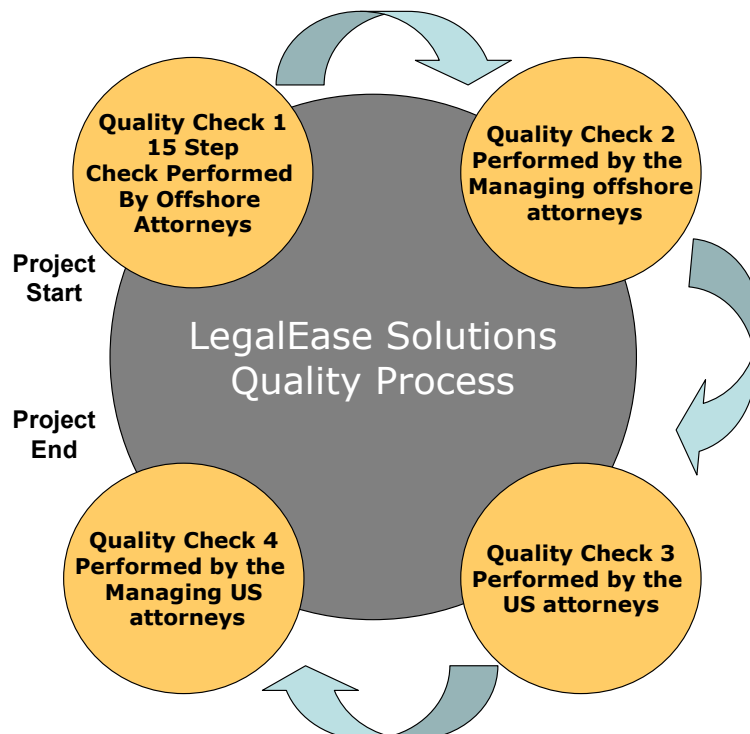 Quality Check 1
15 Step
Check Performed
By Offshore
Attorneys
Quality Check 2
Performed by the
Managing offshore
attorneys
Project
Start
LegalEase Solutions
Quality Process
Project
End
Quality Check 4
Performed by the
Managing US
attorneys
Quality Check 3
Performed by the
US attorneys